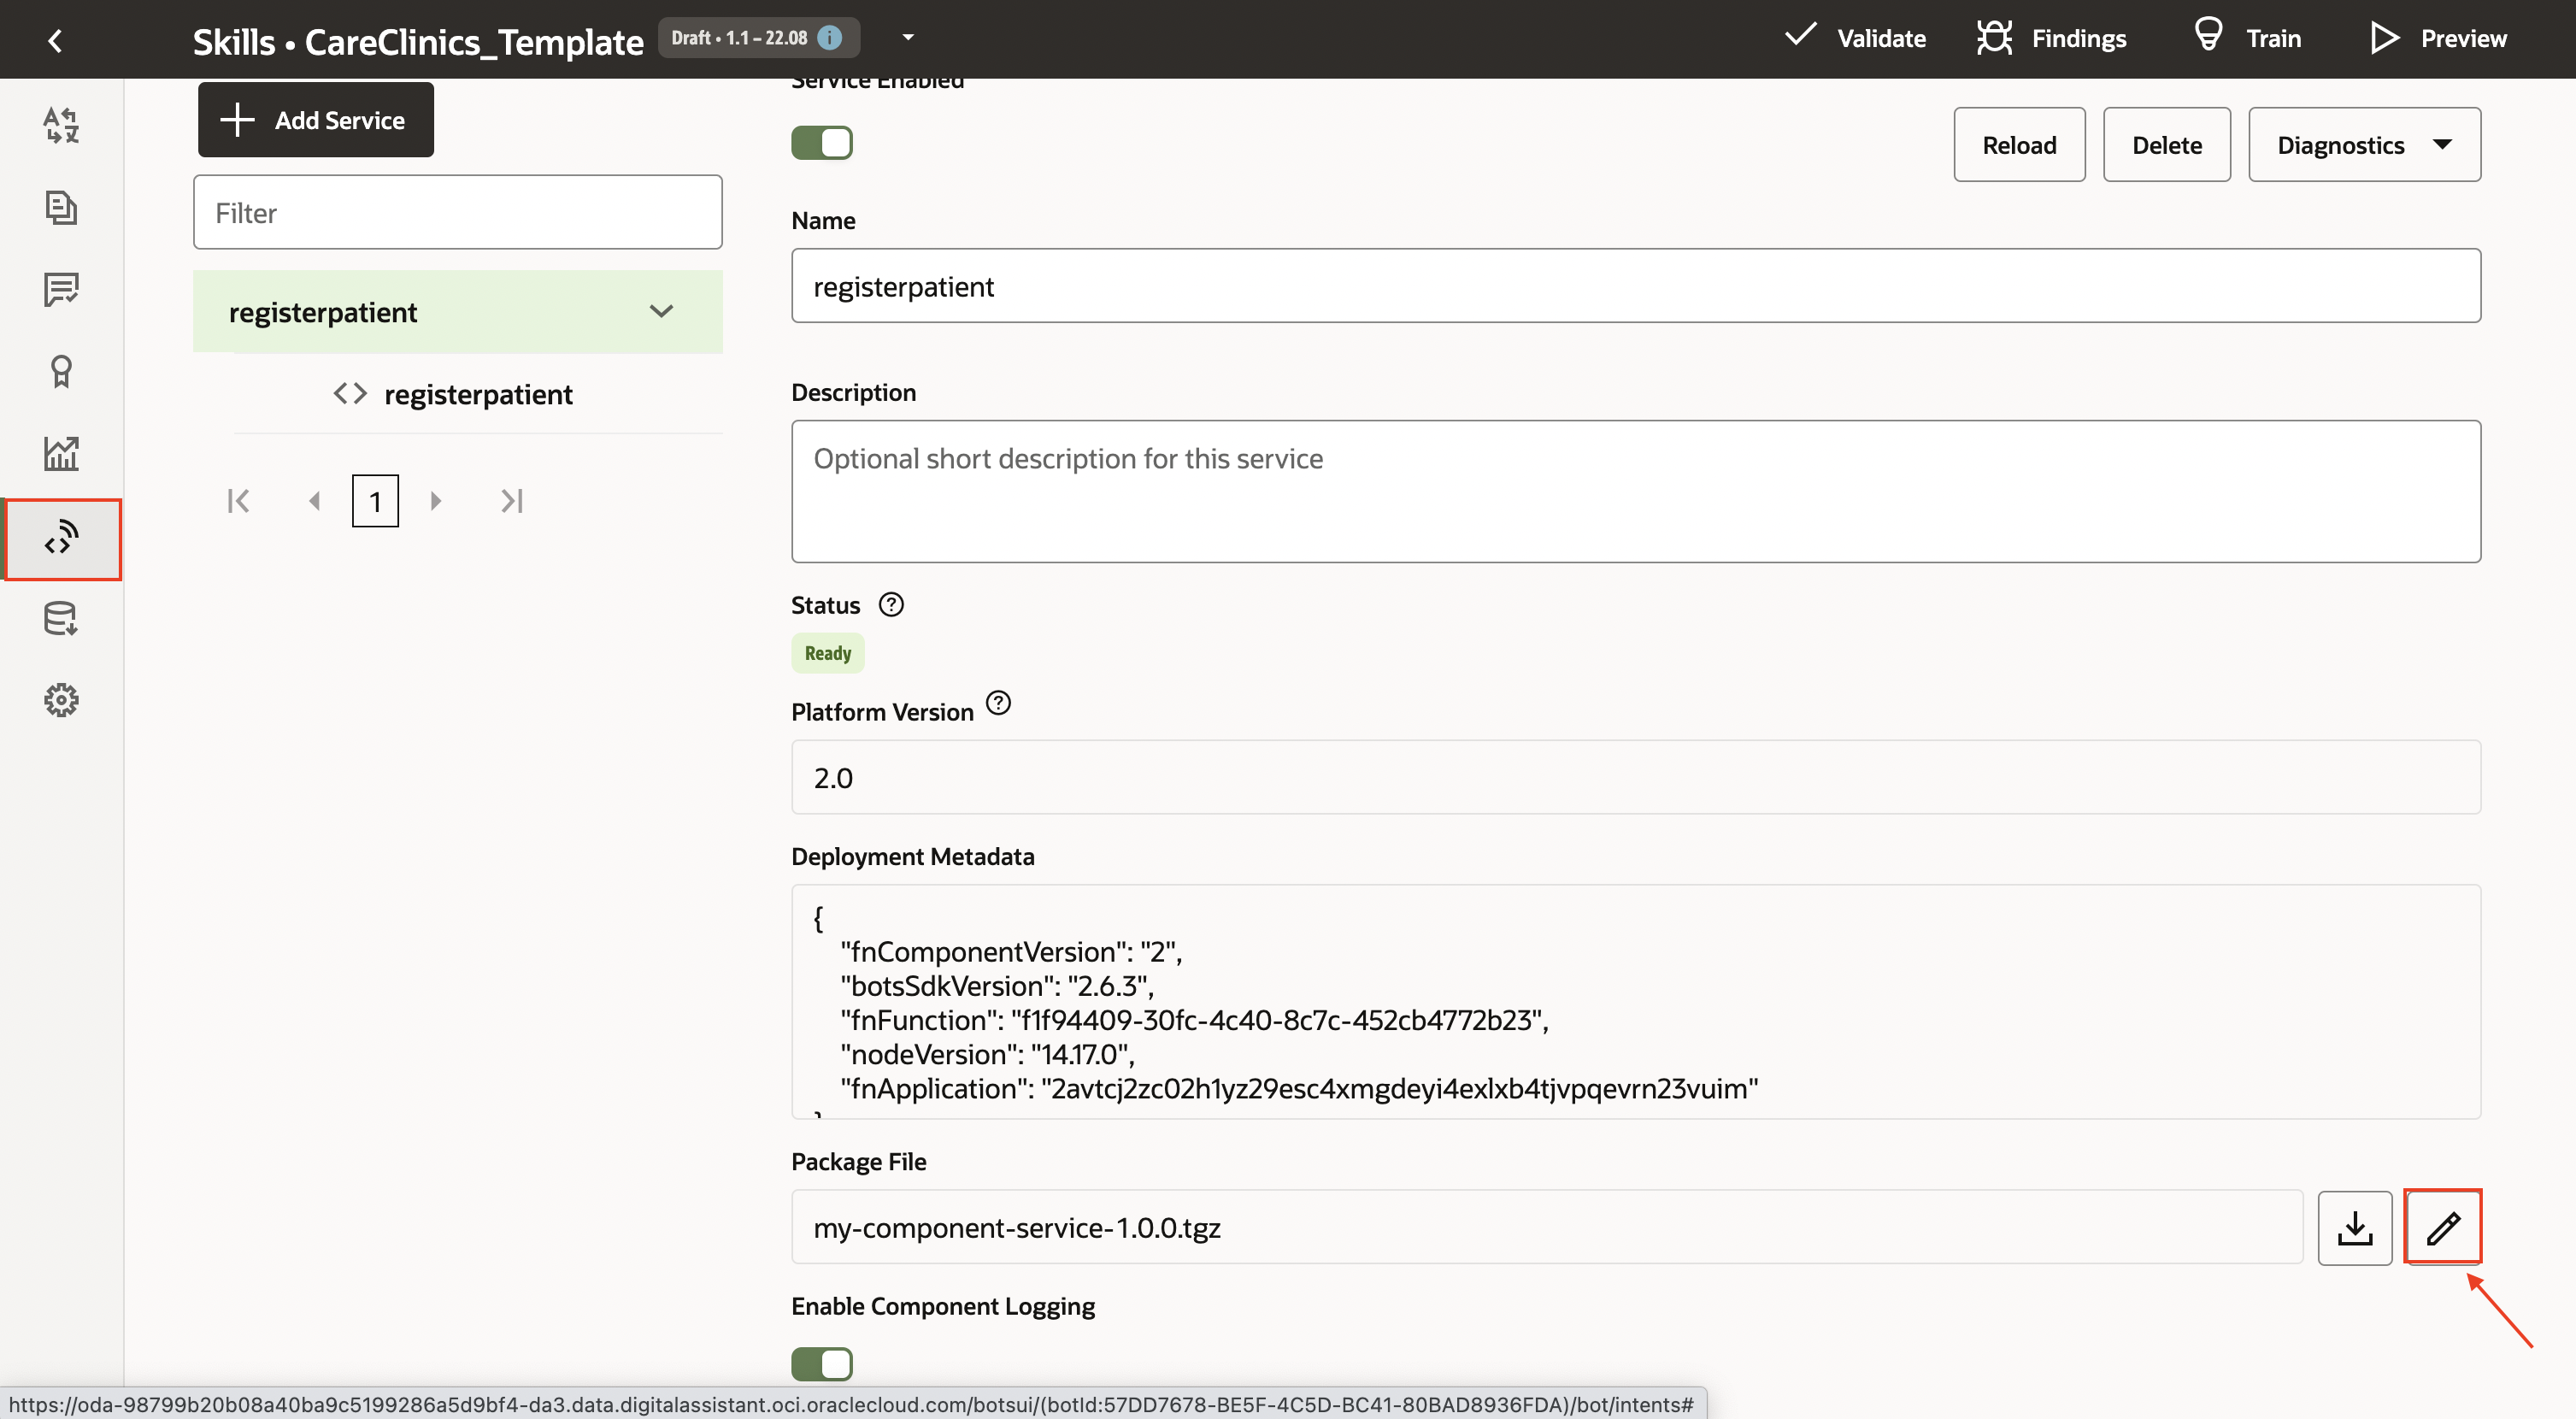 Skills • CareClinics_Template
Draft • 1.1 – 22.08
Validate
Findings
Train
Preview
Add Service
Filter
registerpatient
<> registerpatient
1
Service Enabled
Reload
Delete
Diagnostics
Name
registerpatient
Description
Optional short description for this service
Status
Ready
Platform Version
2.0
Deployment Metadata
{
"fnComponentVersion": "2",
"botsSdkVersion": "2.6.3",
"fnFunction": "f1f94409-30fc-4c40-8c7c-452cb4772b23",
"nodeVersion": "14.17.0",
"fnApplication": "2avtcj2zc02h1yz29esc4xmgdeyi4exlxb4tjvpqevrn23vuim"
}
Package File
my-component-service-1.0.0.tgz
Enable Component Logging
https://oda-98799b20b08a40ba9c5199286a5d9bf4-da3.data.digitalassistant.oci.oraclecloud.com/botsui/(botId:57DD7678-BE5F-4C5D-BC41-80BAD8936FDA)/bot/intents#